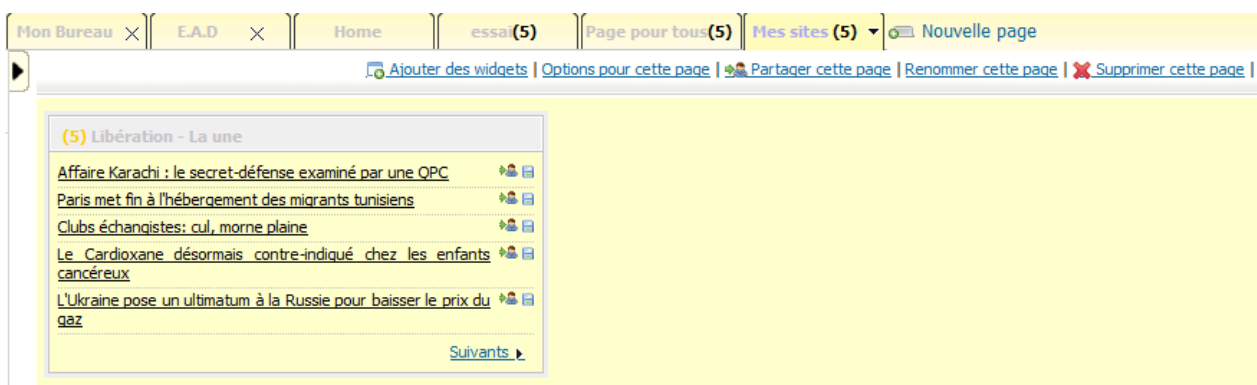 Mon Bureau E.A.D Home essai(5) Page pour tous(5) Mes sites (5) Nouvelle page
Ajouter des widgets | Options pour cette page | Partager cette page | Renommer cette page | Supprimer cette page |
(5) Libération - La une
Affaire Karachi : le secret-défense examiné par une QPC
Paris met fin à l'hébergement des migrants tunisiens
Clubs échangistes: cul, morne plaine
Le Cardioxane désormais contre-indiqué chez les enfants
cancéreux
L'Ukraine pose un ultimatum à la Russie pour baisser le prix du
gaz
Suivants